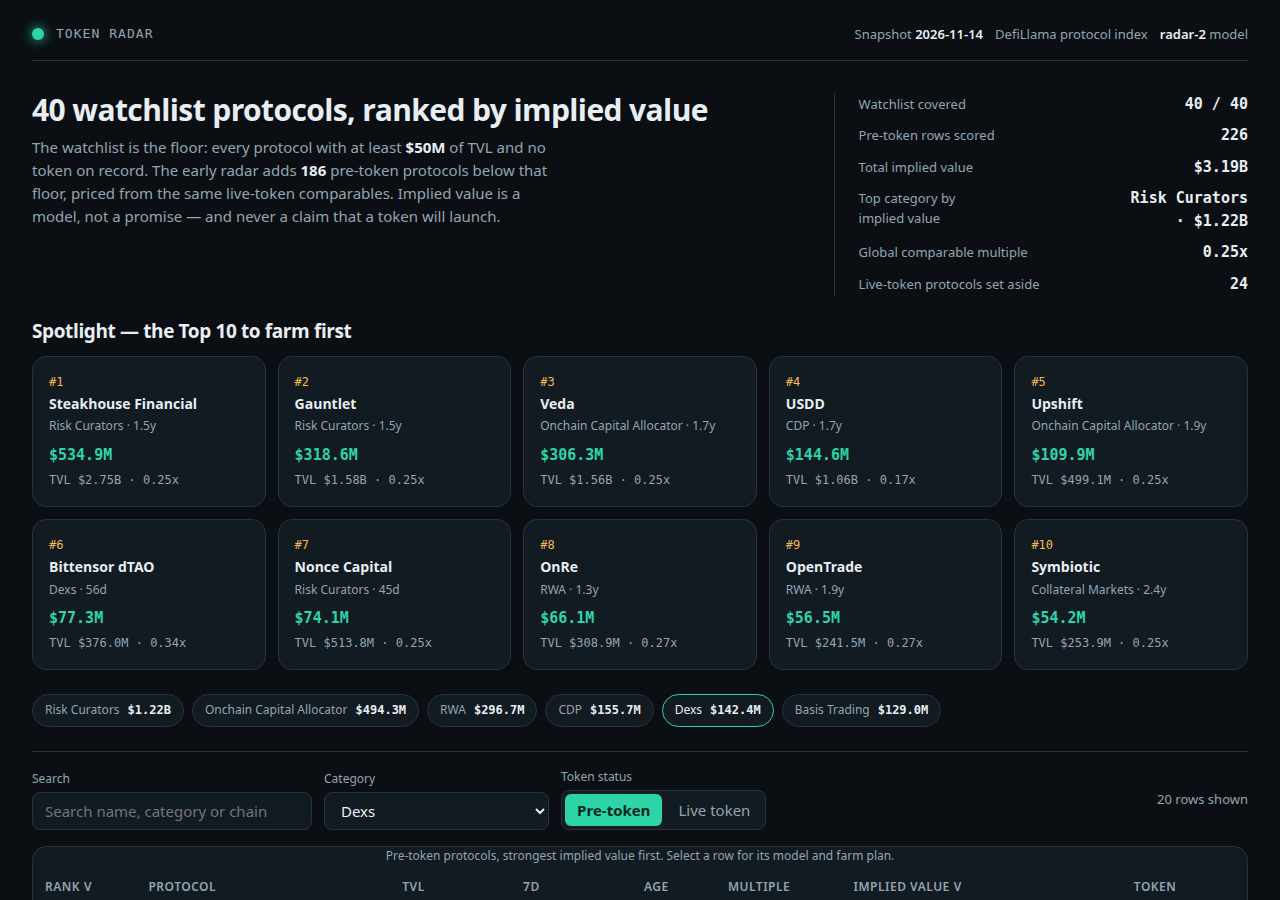 TOKEN RADAR
Snapshot 2026-11-14 DefiLlama protocol index radar-2 model
40 watchlist protocols, ranked by implied value
The watchlist is the floor: every protocol with at least $50M of TVL and no
token on record. The early radar adds 186 pre-token protocols below that
floor, priced from the same live-token comparables. Implied value is a
model, not a promise — and never a claim that a token will launch.
Watchlist covered 40 / 40
Pre-token rows scored 226
Total implied value $3.19B
Top category by Risk Curators
implied value · $1.22B
Global comparable multiple 0.25x
Live-token protocols set aside 24
Spotlight — the Top 10 to farm first
#1
Steakhouse Financial
Risk Curators · 1.5y
$534.9M
TVL $2.75B · 0.25x
#2
Gauntlet
Risk Curators · 1.5y
$318.6M
TVL $1.58B · 0.25x
#3
Veda
Onchain Capital Allocator · 1.7y
$306.3M
TVL $1.56B · 0.25x
#4
USDD
CDP · 1.7y
$144.6M
TVL $1.06B · 0.17x
#5
Upshift
Onchain Capital Allocator · 1.9y
$109.9M
TVL $499.1M · 0.25x
#6
Bittensor dTAO
Dexs · 56d
$77.3M
TVL $376.0M · 0.34x
#7
Nonce Capital
Risk Curators · 45d
$74.1M
TVL $513.8M · 0.25x
#8
OnRe
RWA · 1.3y
$66.1M
TVL $308.9M · 0.27x
#9
OpenTrade
RWA · 1.9y
$56.5M
TVL $241.5M · 0.27x
#10
Symbiotic
Collateral Markets · 2.4y
$54.2M
TVL $253.9M · 0.25x
Risk Curators $1.22B Onchain Capital Allocator $494.3M RWA $296.7M CDP $155.7M Dexs $142.4M Basis Trading $129.0M
Search
Search name, category or chain
Category
Dexs
Token status
Pre-token Live token
20 rows shown
Pre-token protocols, strongest implied value first. Select a row for its model and farm plan.
RANK V PROTOCOL TVL 7D AGE MULTIPLE IMPLIED VALUE V TOKEN